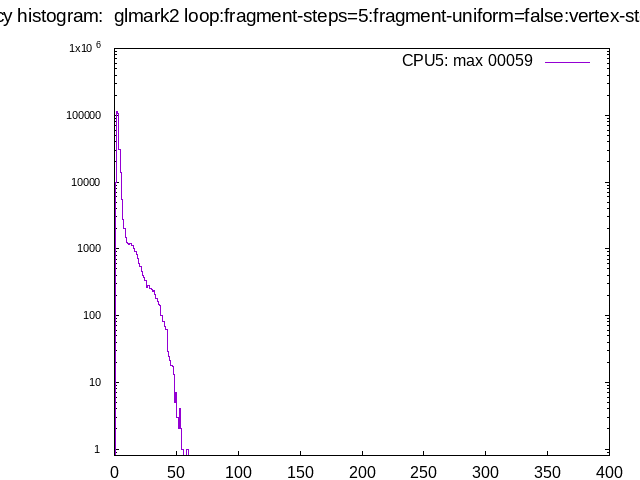 cy histogram: glmark2 loop:fragment-steps=5:fragment-uniform=false:vertex-st
CPU5: max 00059
1x10 6
100000
10000
1000
100
10
1
0 50 100 150 200 250 300 350 400